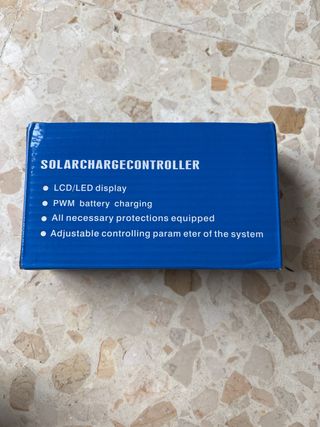 SOLARCHARGECONTROLLER
● LCD/LED display
● PWM battery charging
● All necessary protections equipped
● Adjustable controlling param eter of the system